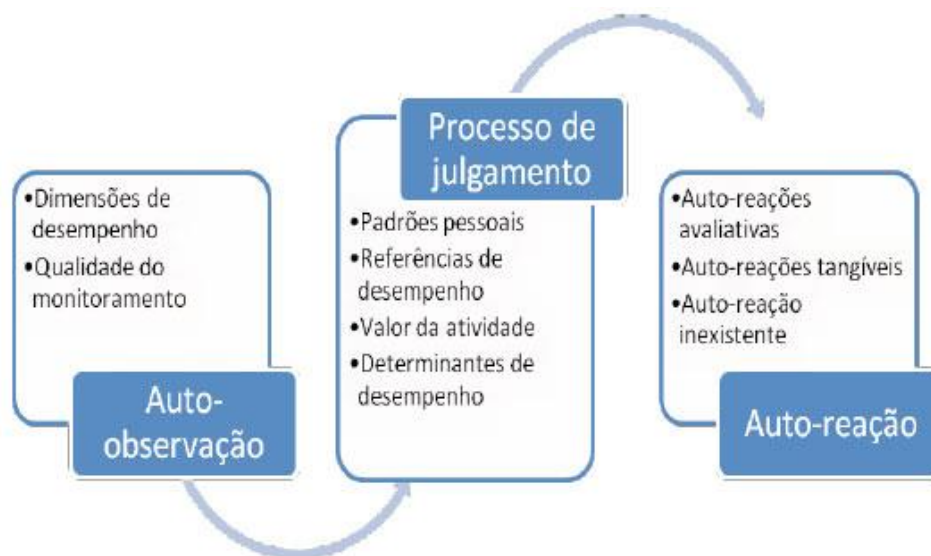 •Dimensões de
desempenho
•Qualidade do
monitoramento
Auto-
observação
Processo de
julgamento
•Padrões pessoais
•Referências de
desempenho
•Valor da atividade
•Determinantes de
desempenho
•Auto-reações
avaliativas
•Auto-reações tangíveis
•Auto-reação
inexistente
Auto-reação